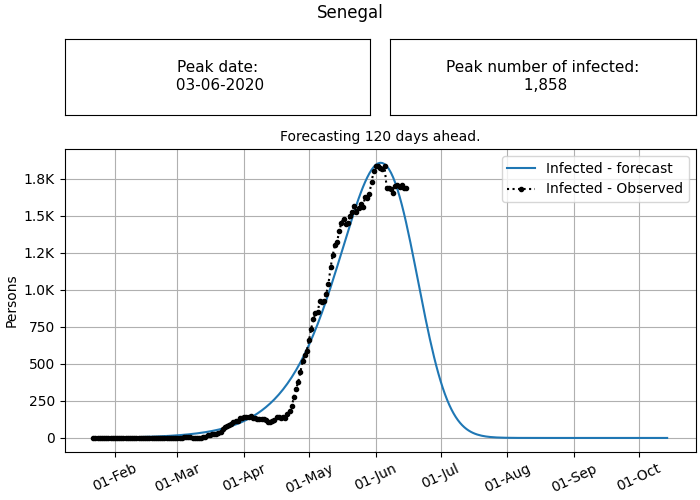 Senegal
Peak date:
03-06-2020
Peak number of infected:
1,858
Forecasting 120 days ahead.
Infected - forecast
Infected - Observed
Persons
1.8K
1.5K
1.2K
1.0K
750
500
250
0
01-Feb
01-Mar
01-Apr
01-May
01-Jun
01-Jul
01-Aug
01-Sep
01-Oct